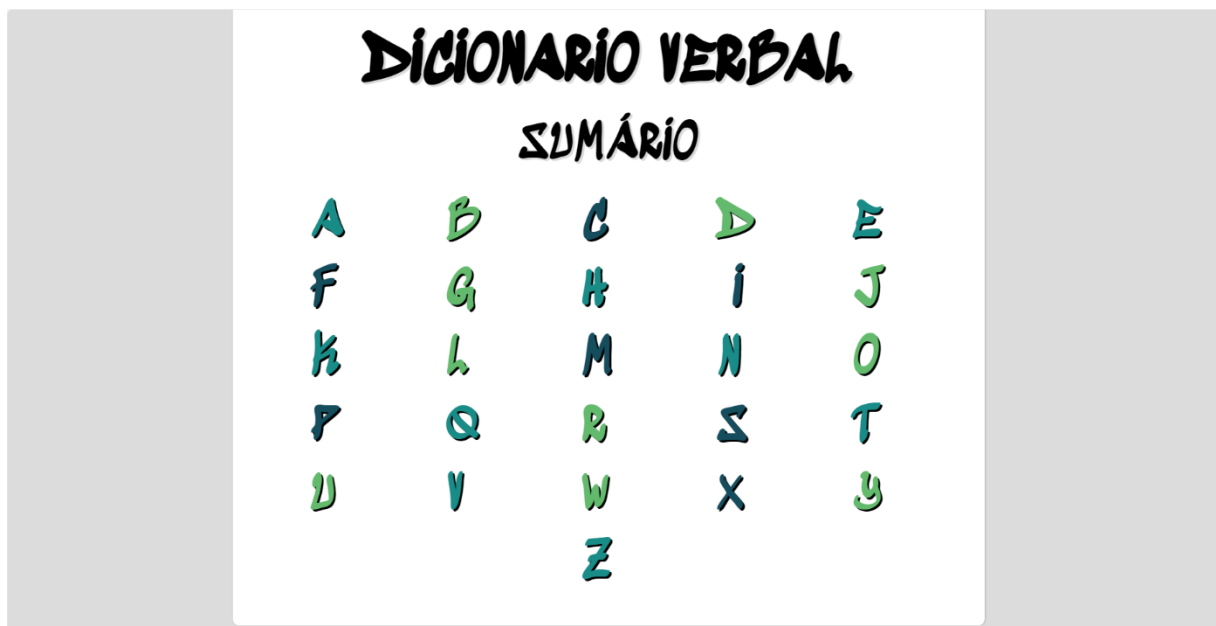 DICIONARIO VERBAL
SUMÁRIO
A B C D E
F G H I J
K L M N O
P Q R S T
U V W X Y
Z